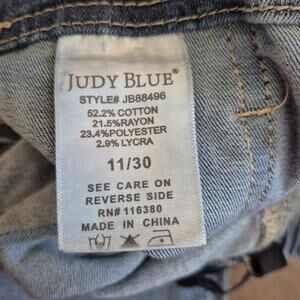 JUDY BLUE®
STYLE# JB88496
52.2% COTTON
21.5%RAYON
23.4%POLYESTER
2.9% LYCRA
11/30
SEE CARE ON
REVERSE SIDE
RN# 116380
MADE IN CHINA